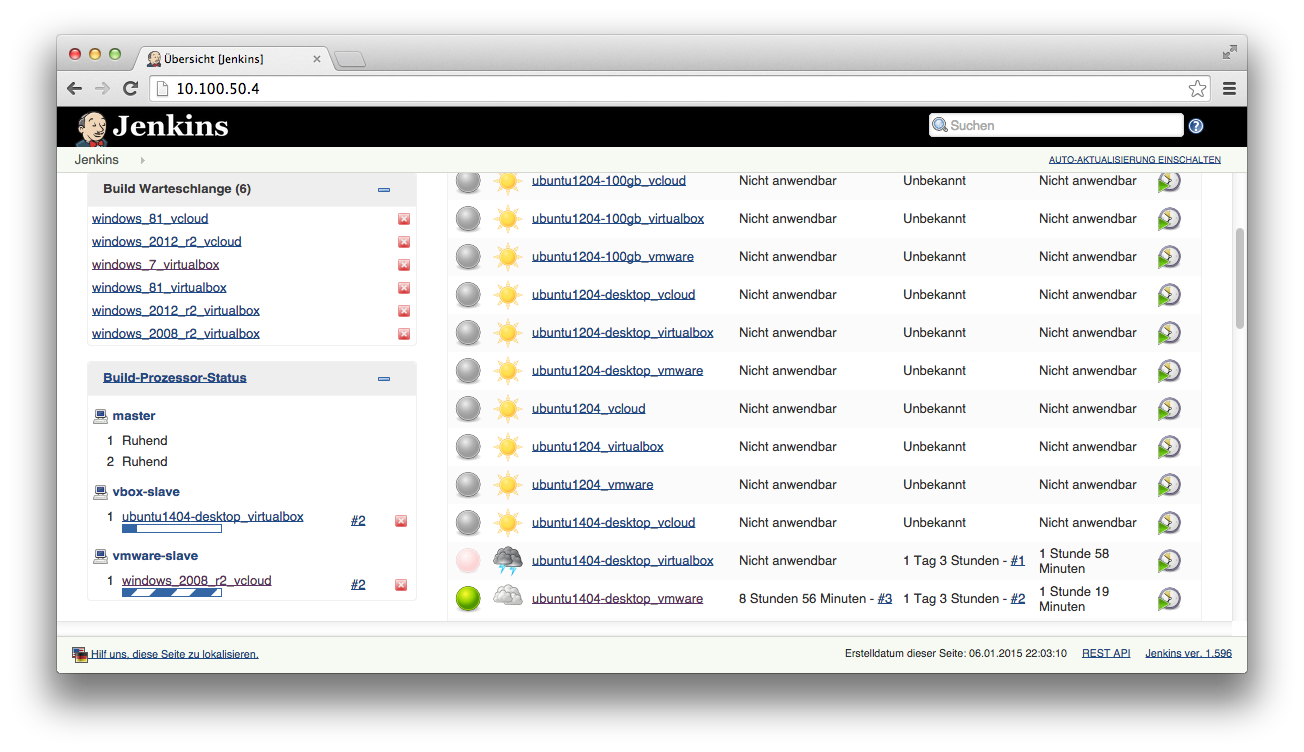 Übersicht [Jenkins]
10.100.50.4
Jenkins
Suchen
Jenkins
AUTO-AKTUALISIERUNG EINSCHALTEN
Build Warteschlange (6)
windows_81_vcloud
windows_2012_r2_vcloud
windows_7_virtualbox
windows_81_virtualbox
windows_2012_r2_virtualbox
windows_2008_r2_virtualbox
Build-Prozessor-Status
master
1 Ruhend
2 Ruhend
vbox-slave
1 ubuntu1404-desktop_virtualbox #2
vmware-slave
1 windows_2008_r2_vcloud #2
ubuntu1204-100gb_vcloud Nicht anwendbar Unbekannt Nicht anwendbar
ubuntu1204-100gb_virtualbox Nicht anwendbar Unbekannt Nicht anwendbar
ubuntu1204-100gb_vmware Nicht anwendbar Unbekannt Nicht anwendbar
ubuntu1204-desktop_vcloud Nicht anwendbar Unbekannt Nicht anwendbar
ubuntu1204-desktop_virtualbox Nicht anwendbar Unbekannt Nicht anwendbar
ubuntu1204-desktop_vmware Nicht anwendbar Unbekannt Nicht anwendbar
ubuntu1204_vcloud Nicht anwendbar Unbekannt Nicht anwendbar
ubuntu1204_virtualbox Nicht anwendbar Unbekannt Nicht anwendbar
ubuntu1204_vmware Nicht anwendbar Unbekannt Nicht anwendbar
ubuntu1404-desktop_vcloud Nicht anwendbar Unbekannt Nicht anwendbar
ubuntu1404-desktop_virtualbox Nicht anwendbar 1 Tag 3 Stunden - #1 1 Stunde 58
Minuten
ubuntu1404-desktop_vmware 8 Stunden 56 Minuten - #3 1 Tag 3 Stunden - #2 1 Stunde 19
Minuten
Hilf uns, diese Seite zu lokalisieren.
Erstelldatum dieser Seite: 06.01.2015 22:03:10 REST API Jenkins ver. 1.596